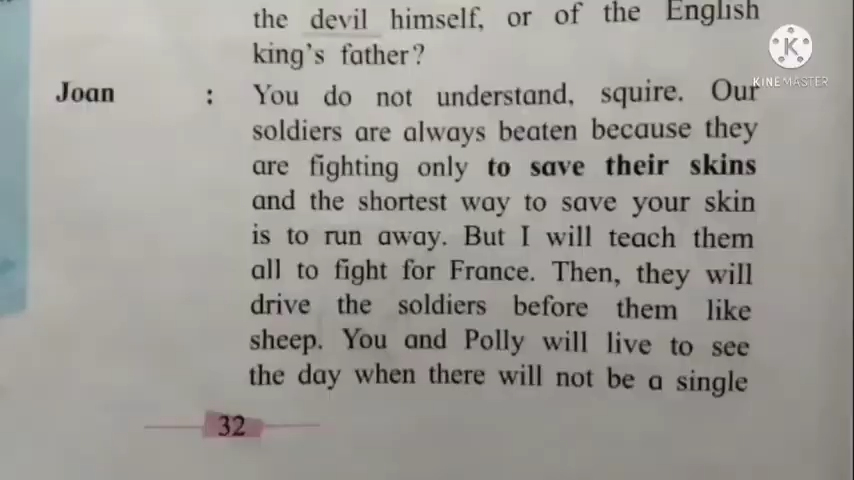 the devil himself, or of the English
king's father?
Joan : You do not understand, squire. Our
soldiers are always beaten because they
are fighting only to save their skins
and the shortest way to save your skin
is to run away. But I will teach them
all to fight for France. Then, they will
drive the soldiers before them like
sheep. You and Polly will live to see
the day when there will not be a single
32
K
KINEMASTER